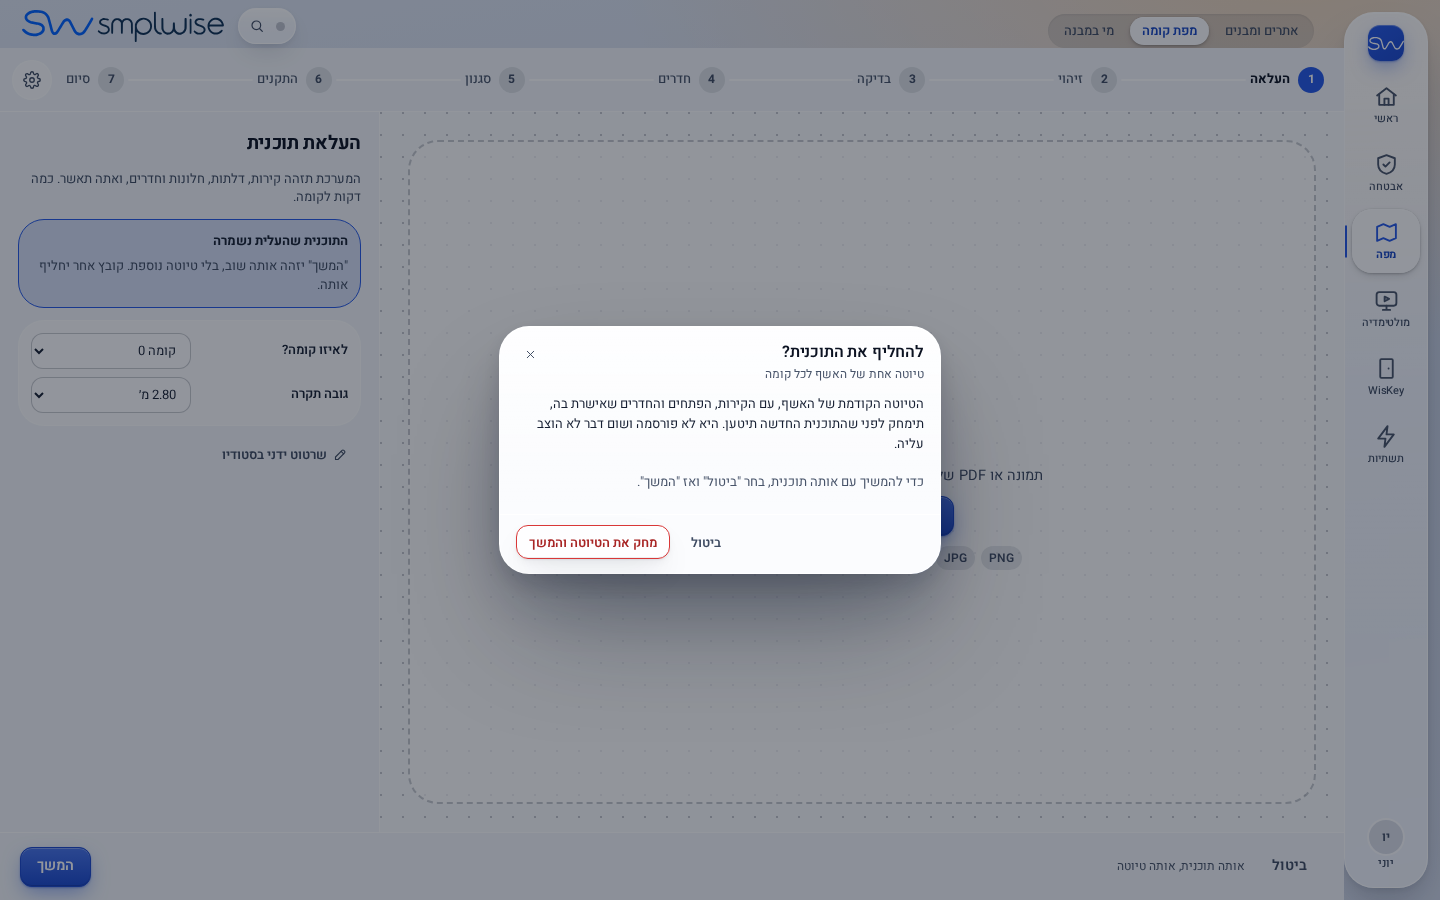 smplwise
אתרים ומבנים
מפת קומה
מי במבנה
1 העלאה
2 זיהוי
3 בדיקה
4 חדרים
5 סגנון
6 התקנים
7 סיום
ראשי
אבטחה
מפה
מולטימדיה
WisKey
תשתיות
יו
יוני
העלאת תוכנית
המערכת תזהה קירות, דלתות, חלונות וחדרים, ואתה תאשר. כמה
דקות לקומה.
התוכנית שהעלית נשמרה
"המשך" יזהה אותה שוב, בלי טיוטה נוספת. קובץ אחר יחליף
אותה.
לאיזו קומה?
קומה 0
גובה תקרה
2.80 מ׳
שרטוט ידני בסטודיו
תמונה או PDF
PNG
JPG
להחליף את התוכנית?
טיוטה אחת של האשף לכל קומה
הטיוטה הקודמת של האשף, עם הקירות, הפתחים והחדרים שאישרת בה,
תימחק לפני שהתוכנית החדשה תיטען. היא לא פורסמה ושום דבר לא הוצב
עליה.
כדי להמשיך עם אותה תוכנית, בחר "ביטול" ואז "המשך".
ביטול
מחק את הטיוטה והמשך
ביטול
אותה תוכנית, אותה טיוטה
המשך